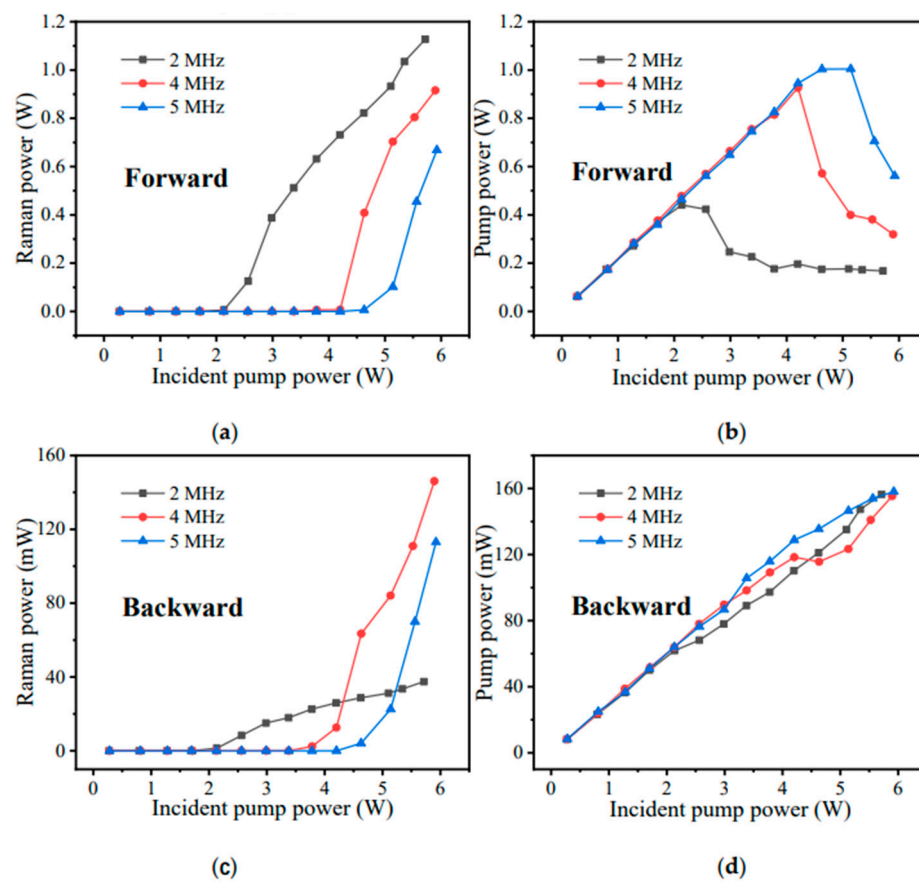 1.2
1.0
0.8
0.6
0.4
0.2
0.0
Raman power (W)
2 MHz
4 MHz
5 MHz
Forward
0 1 2 3 4 5 6
Incident pump power (W)
(a)
1.2
1.0
0.8
0.6
0.4
0.2
0.0
Pump power (W)
2 MHz
4 MHz
5 MHz
Forward
0 1 2 3 4 5 6
Incident pump power (W)
(b)
160
120
80
40
0
Raman power (mW)
2 MHz
4 MHz
5 MHz
Backward
0 1 2 3 4 5 6
Incident pump power (W)
(c)
160
120
80
40
0
Pump power (mW)
2 MHz
4 MHz
5 MHz
Backward
0 1 2 3 4 5 6
Incident pump power (W)
(d)